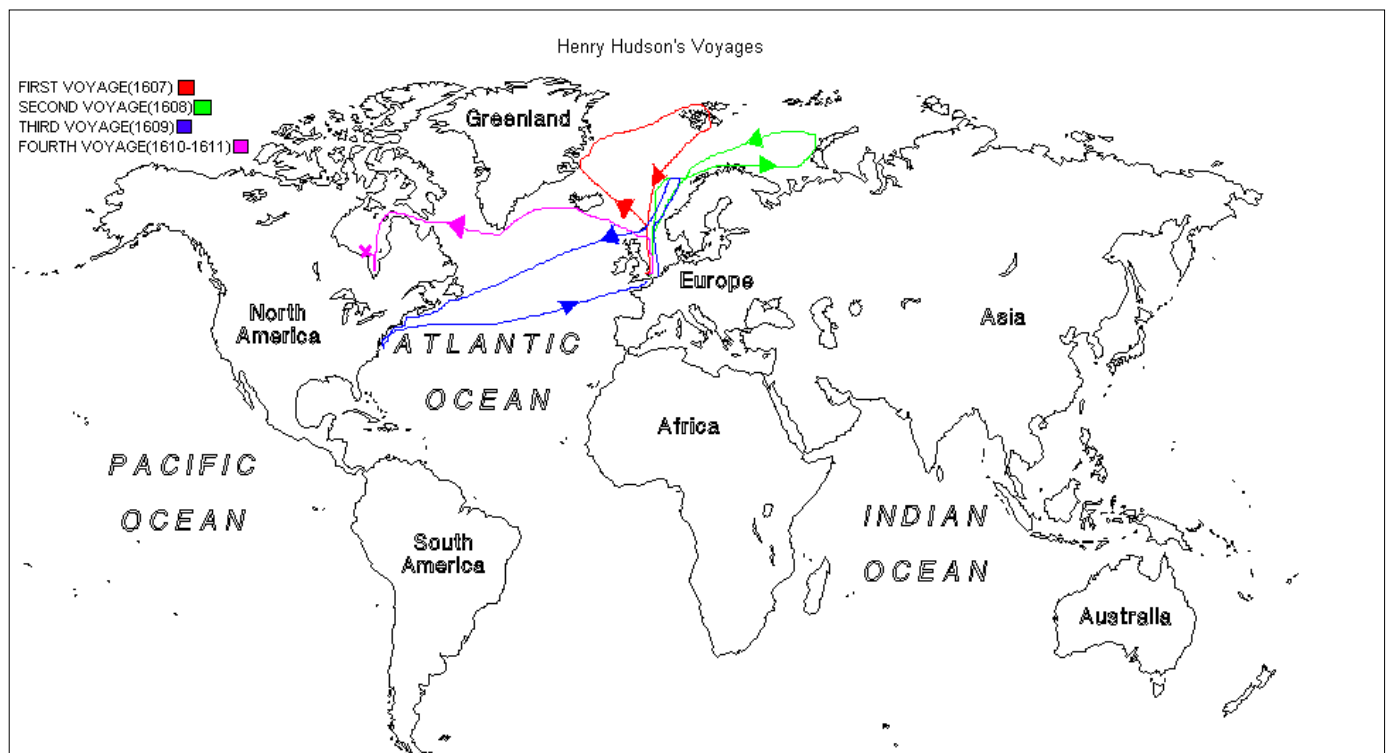 Henry Hudson's Voyages
FIRST VOYAGE(1607)
SECOND VOYAGE(1608)
THIRD VOYAGE(1609)
FOURTH VOYAGE(1610-1611)
Greenland
Europe
Asia
North
America
ATLANTIC
OCEAN
Africa
PACIFIC
OCEAN
INDIAN
OCEAN
South
America
Australia